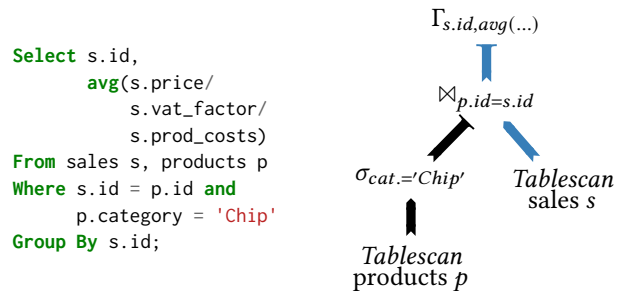 Select s.id,
avg(s.price/
s.vat_factor/
s.prod_costs)
From sales s, products p
Where s.id = p.id and
p.category = 'Chip'
Group By s.id;
Γs.id,avg(...)
⋈p.id=s.id
σcat.='Chip'
Tablescan
sales s
Tablescan
products p